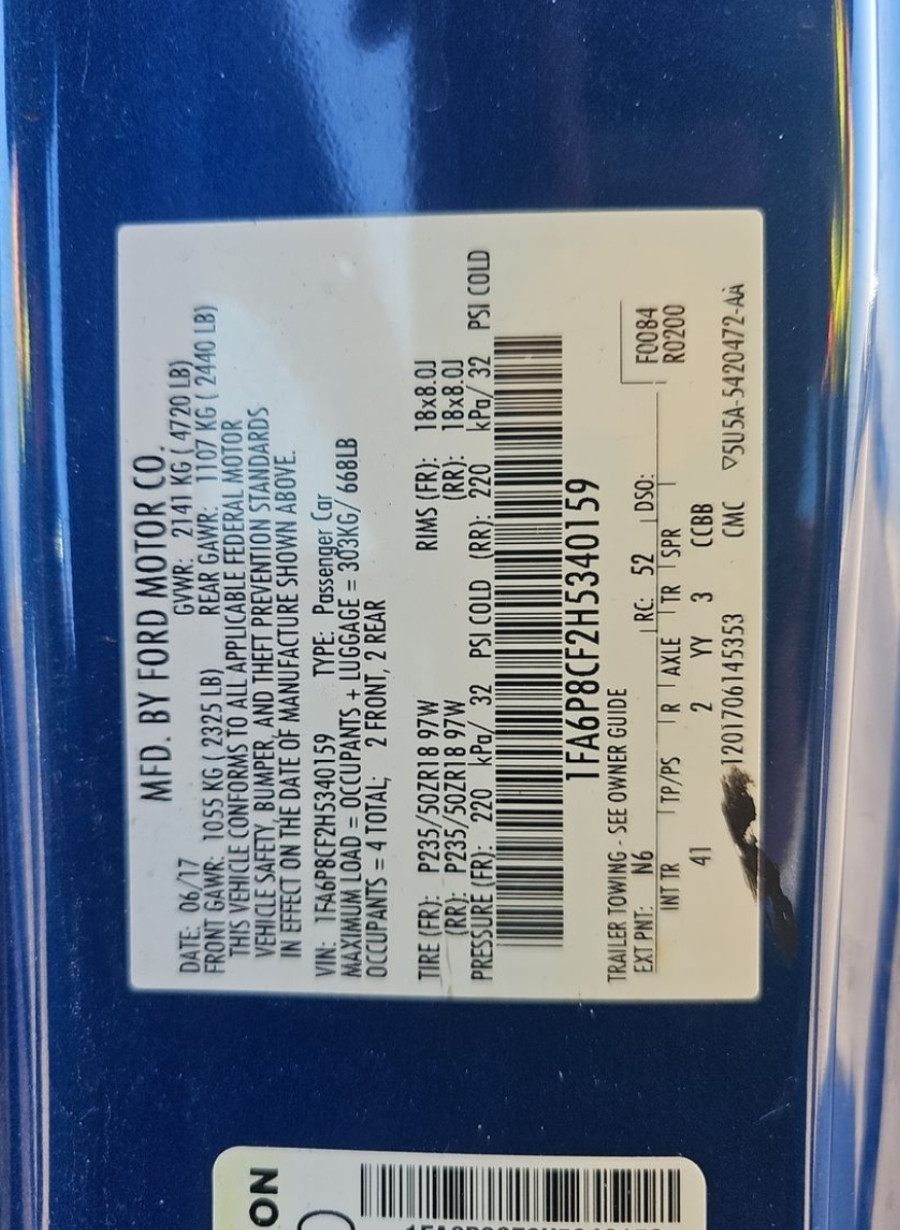 MFD. BY FORD MOTOR CO.
DATE: 06/17 GVWR: 2141 KG ( 4720 LB)
FRONT GAWR: 1055 KG ( 2325 LB) REAR GAWR: 1107 KG ( 2440 LB)
THIS VEHICLE CONFORMS TO ALL APPLICABLE FEDERAL MOTOR
VEHICLE SAFETY, BUMPER, AND THEFT PREVENTION STANDARDS
IN EFFECT ON THE DATE OF MANUFACTURE SHOWN ABOVE.
VIN: 1FA6P8CF2H5340159 TYPE: Passenger Car
MAXIMUM LOAD = OCCUPANTS + LUGGAGE = 303KG/ 668LB
OCCUPANTS = 4 TOTAL; 2 FRONT, 2 REAR
TIRE (FR): P235/50ZR18 97W RIMS (FR): 18x8.0J
(RR): P235/50ZR18 97W (RR): 18x8.0J
PRESSURE (FR): 220 kPa/ 32 PSI COLD (RR): 220 kPa/ 32 PSI COLD
1FA6P8CF2H5340159
TRAILER TOWING - SEE OWNER GUIDE
EXT PNT: N6 RC: 52 DSO: F0084
INT TR TP/PS R AXLE TR SPR R0200
41 2 YY 3 CCBB
1201706145353 CMC ▽5U5A-5420472-AA
ON